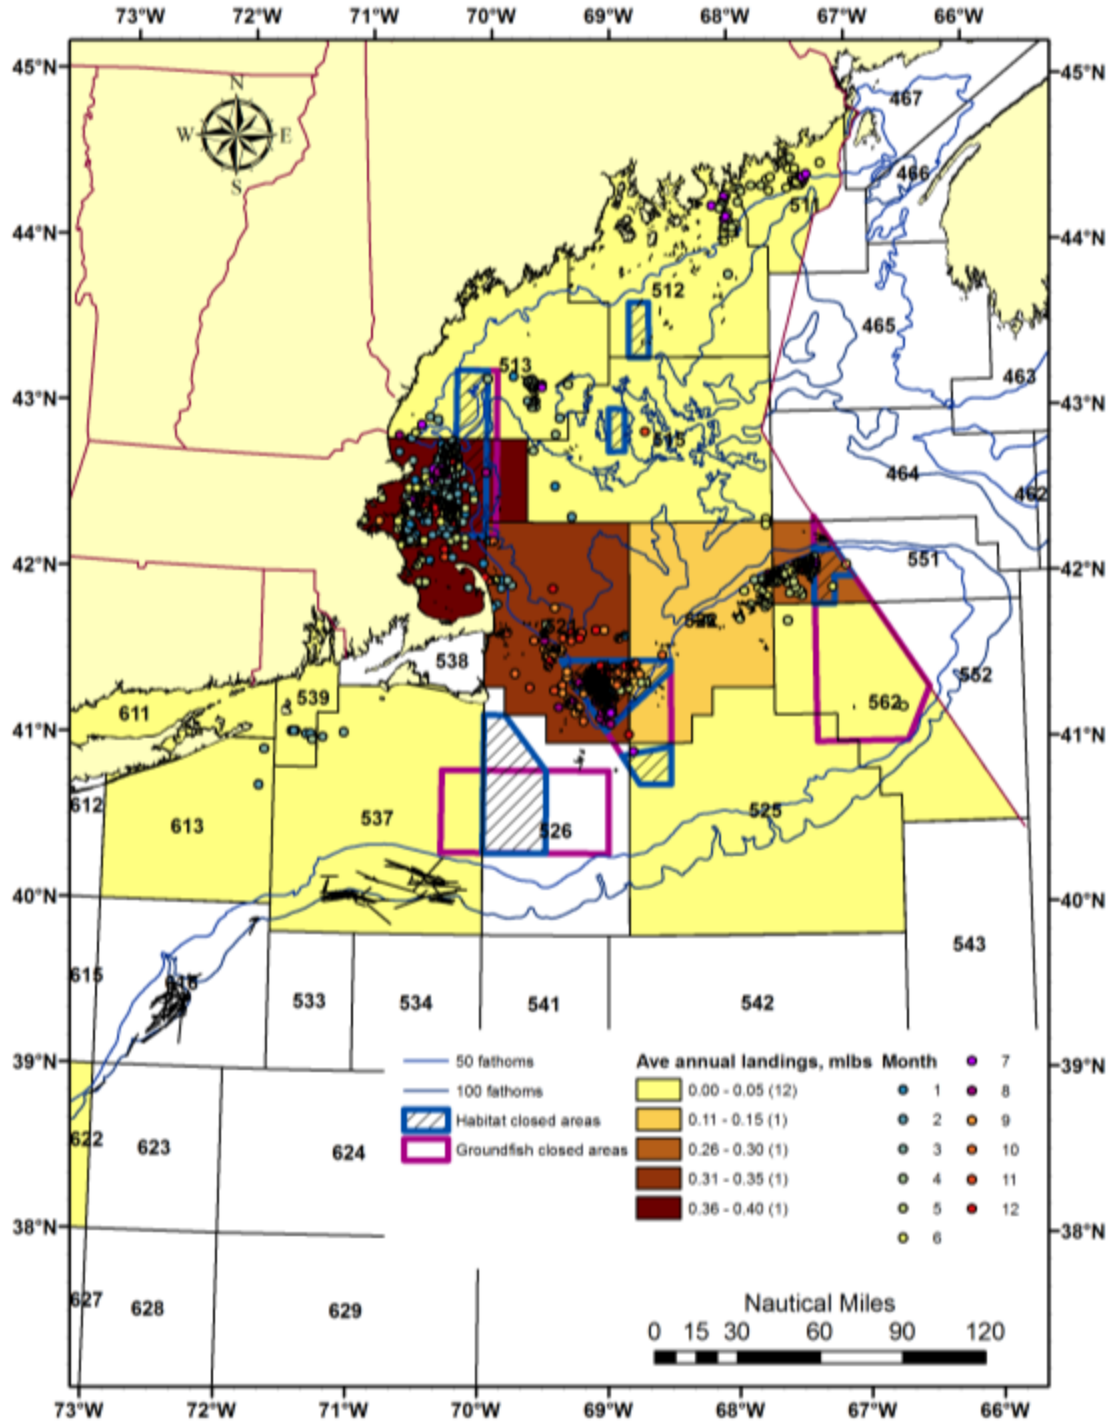 73°W 72°W 71°W 70°W 69°W 68°W 67°W 66°W
45°N 45°N
N
W E
S
467
466
511
44°N 44°N
512
465
513
463
43°N 43°N
515
464
462
42°N 42°N
551
521
522
538
552
539
562
611
41°N 41°N
612
613
537
526
525
40°N 40°N
543
615
616
533
534
541
542
39°N 39°N
50 fathoms
100 fathoms
Habitat closed areas
Groundfish closed areas
Ave annual landings, mlbs
0.00 - 0.05 (12)
0.11 - 0.15 (1)
0.26 - 0.30 (1)
0.31 - 0.35 (1)
0.36 - 0.40 (1)
Month
1
2
3
4
5
6
7
8
9
10
11
12
622
623
624
38°N 38°N
627
628
629
Nautical Miles
0 15 30 60 90 120
73°W 72°W 71°W 70°W 69°W 68°W 67°W 66°W